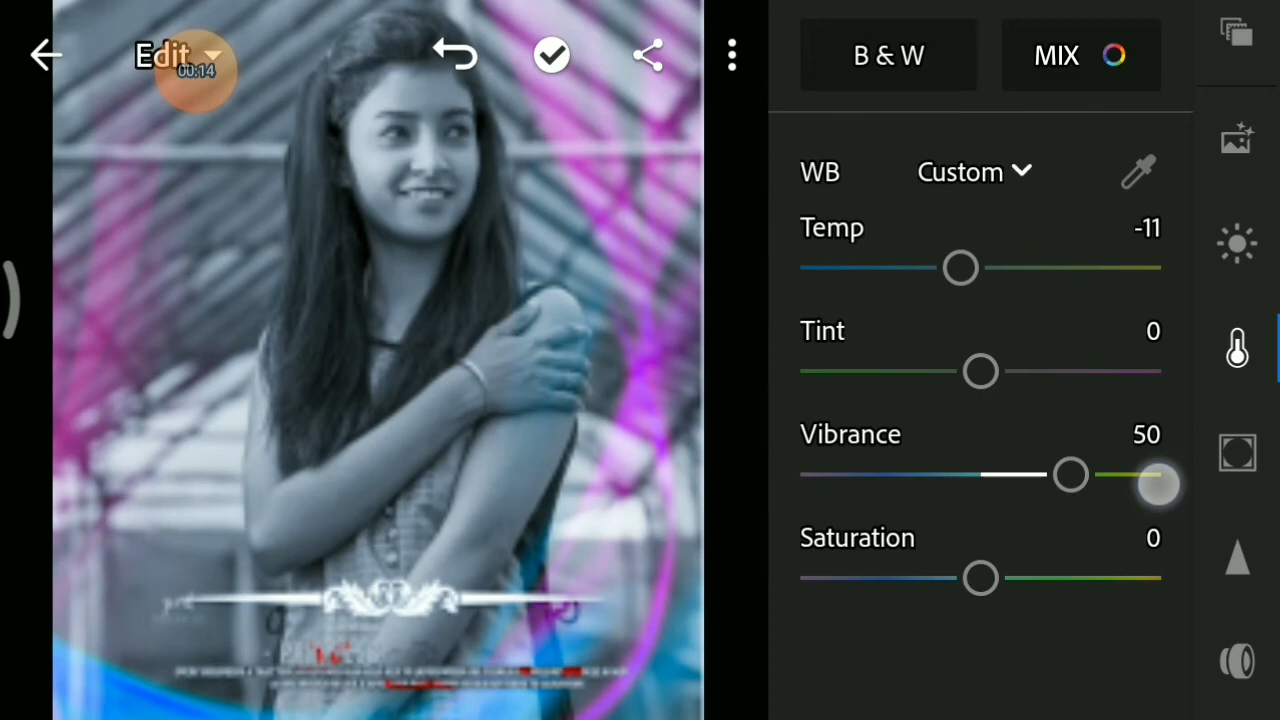 Edit
00:14
B & W
MIX
WB
Custom
Temp
-11
Tint
0
Vibrance
50
Saturation
0